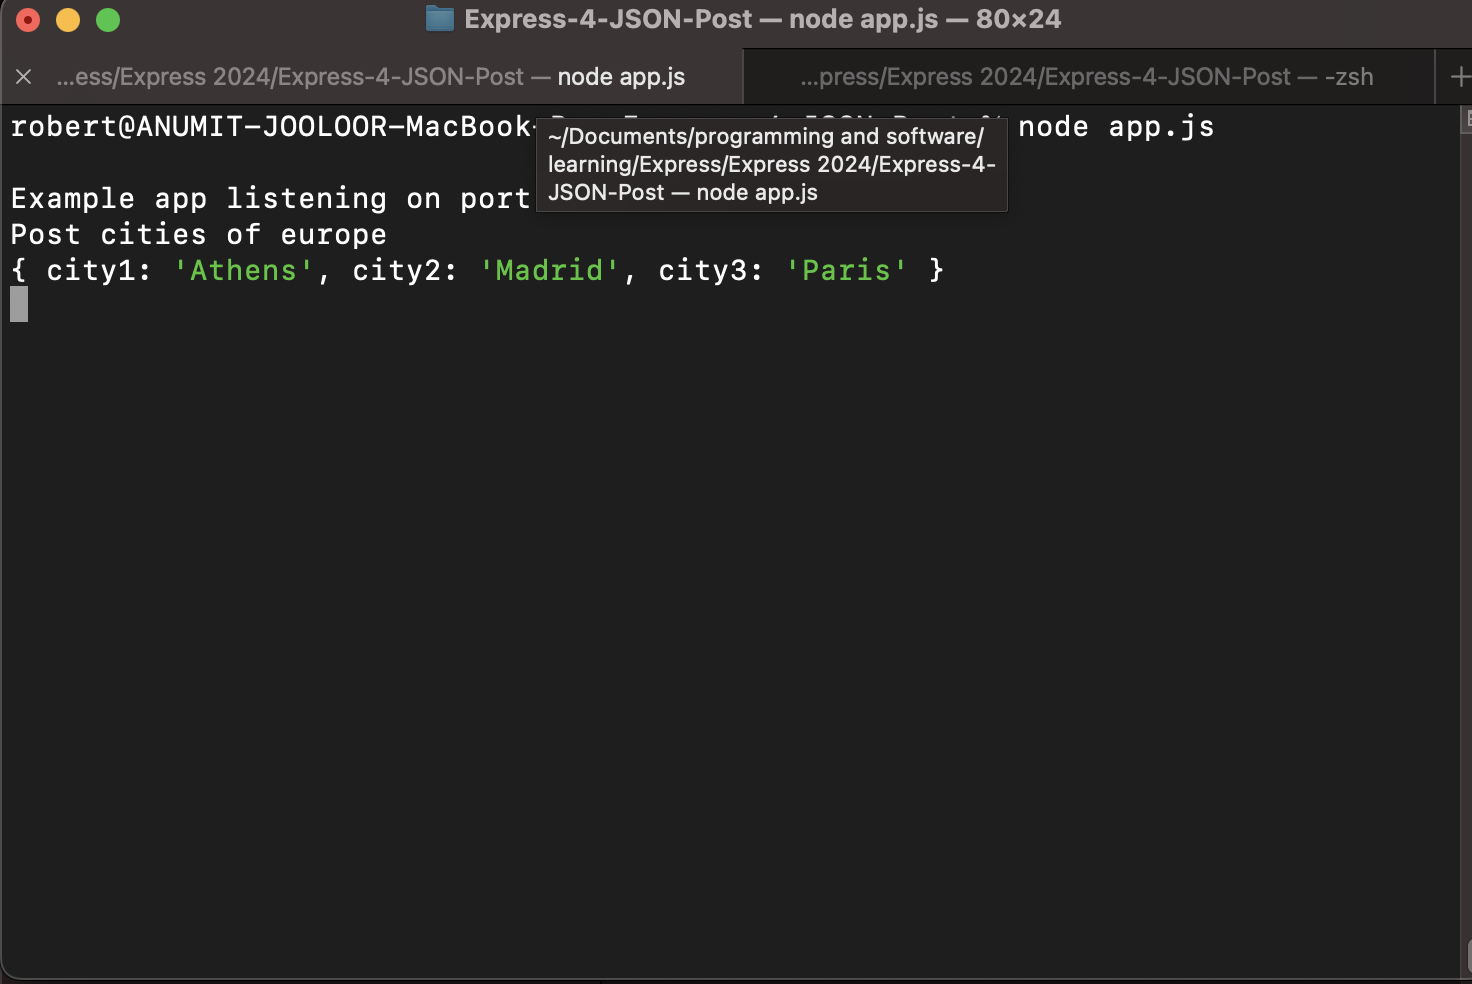 Express-4-JSON-Post — node app.js — 80×24
...ess/Express 2024/Express-4-JSON-Post — node app.js
...press/Express 2024/Express-4-JSON-Post — -zsh
robert@ANUMIT-JOOLOOR-MacBook- node app.js
~/Documents/programming and software/
learning/Express/Express 2024/Express-4-
JSON-Post — node app.js
Example app listening on port
Post cities of europe
{ city1: 'Athens', city2: 'Madrid', city3: 'Paris' }